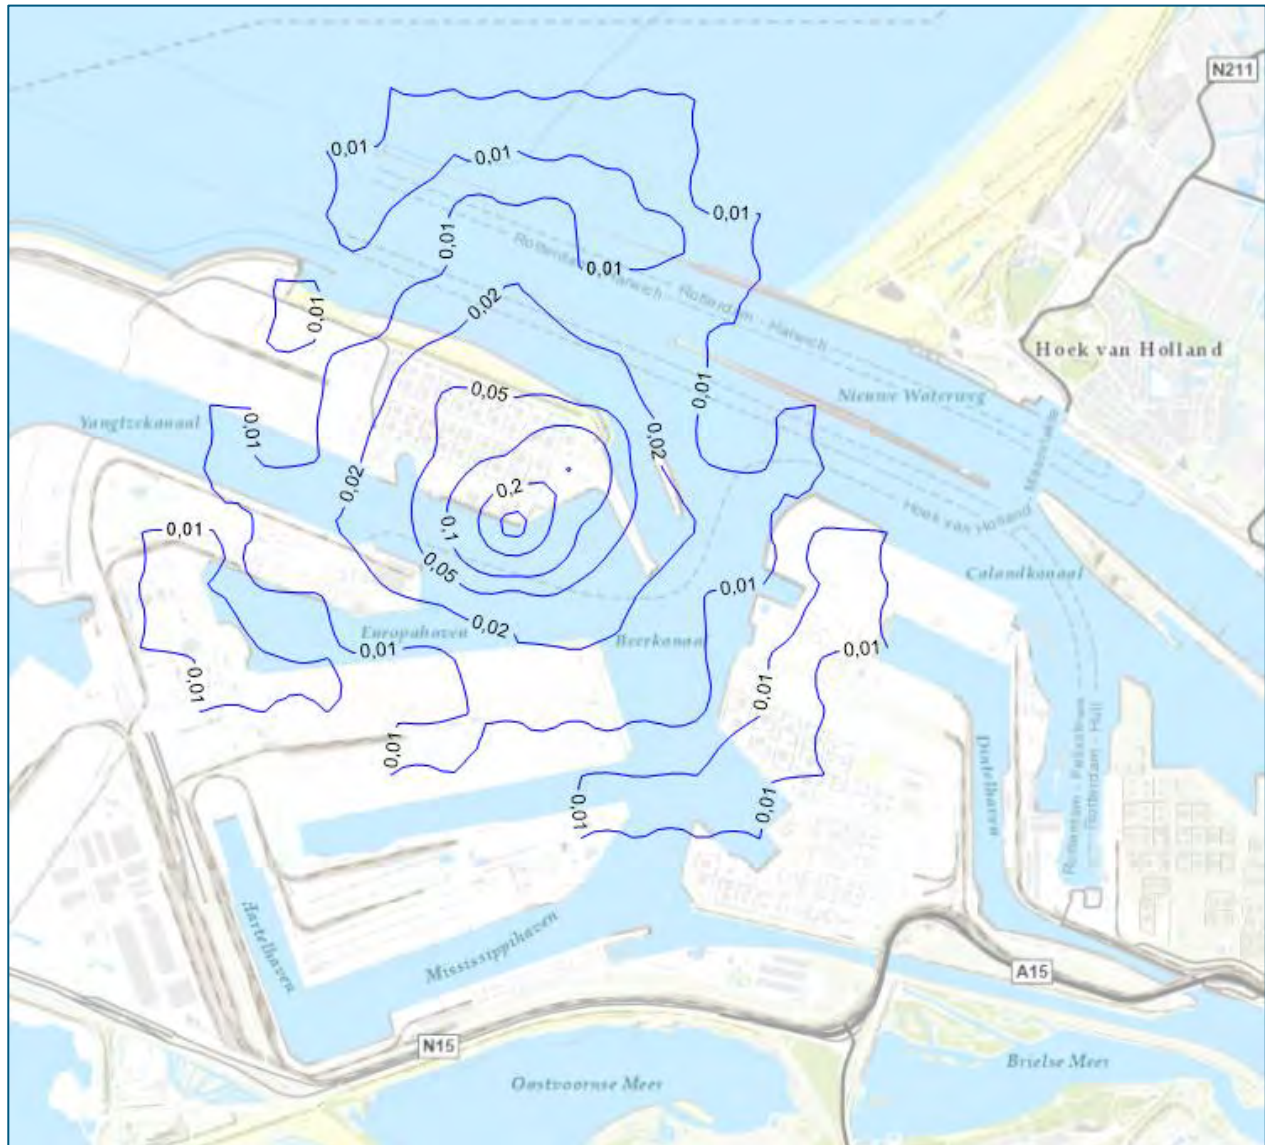 N211
0,01
0,01
0,01
0,01
0,01
Rotterdam - Harwich
Rotterdam - Harwich
0,01
0,02
Hoek van Holland
0,05
0,01
Nieuwe Waterweg
Yangtzekanaal
0,01
0,02
0,02
0,2
0,1
Hoek van Holland - Maasvlakte
0,01
0,05
Calandkanaal
0,01
0,02
Europahaven
Beerkanaal
0,01
0,01
0,01
0,01
0,01
Rotterdam - Hull
Dintelhaven
0,01
0,01
Hartelhaven
Mississippihaven
A15
N15
Oostvoornse Meer
Brielse Meer